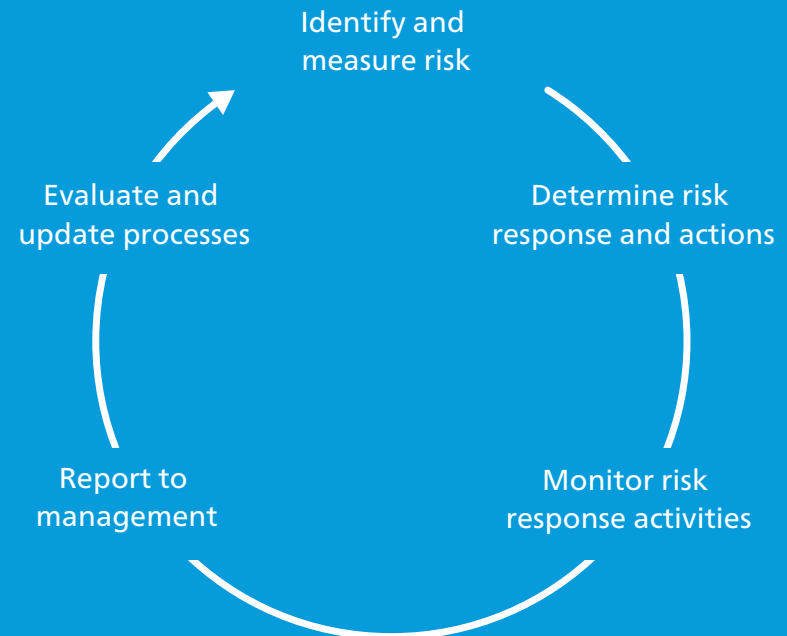 Identify and
measure risk
Determine risk
response and actions
Monitor risk
response activities
Report to
management
Evaluate and
update processes